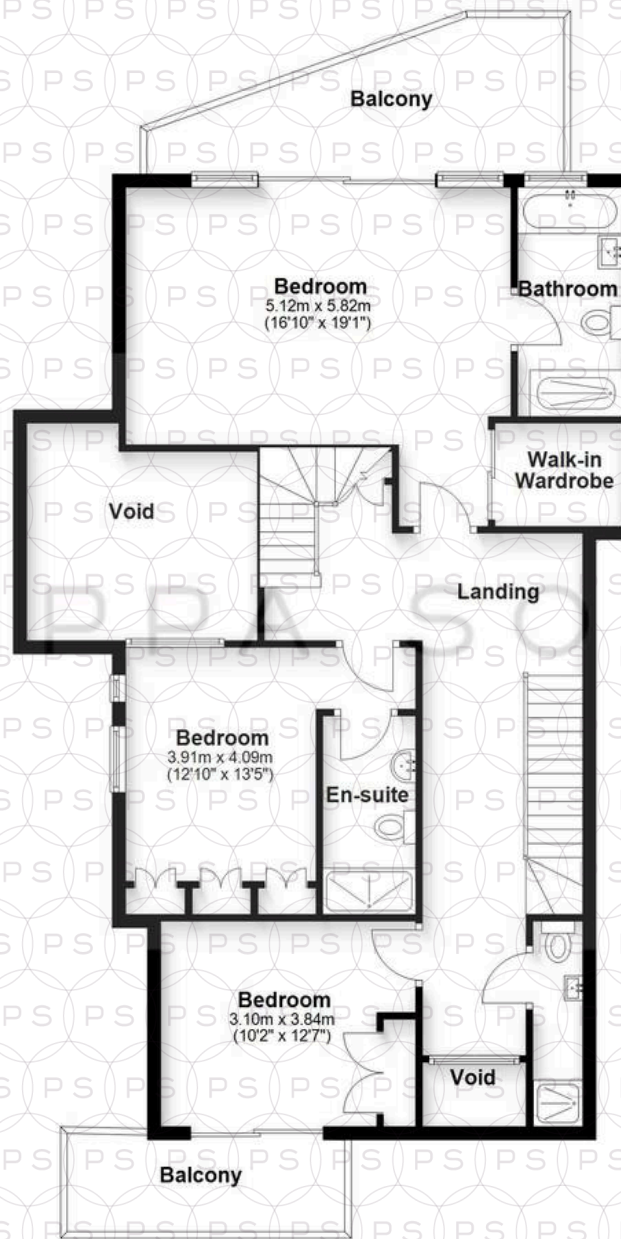 Balcony
Bedroom
5.12m x 5.82m
(16'10" x 19'1")
Bathroom
Walk-in
Wardrobe
Void
Landing
PPA SO
Bedroom
3.91m x 4.09m
(12'10" x 13'5")
En-suite
Bedroom
3.10m x 3.84m
(10'2" x 12'7")
Void
Balcony